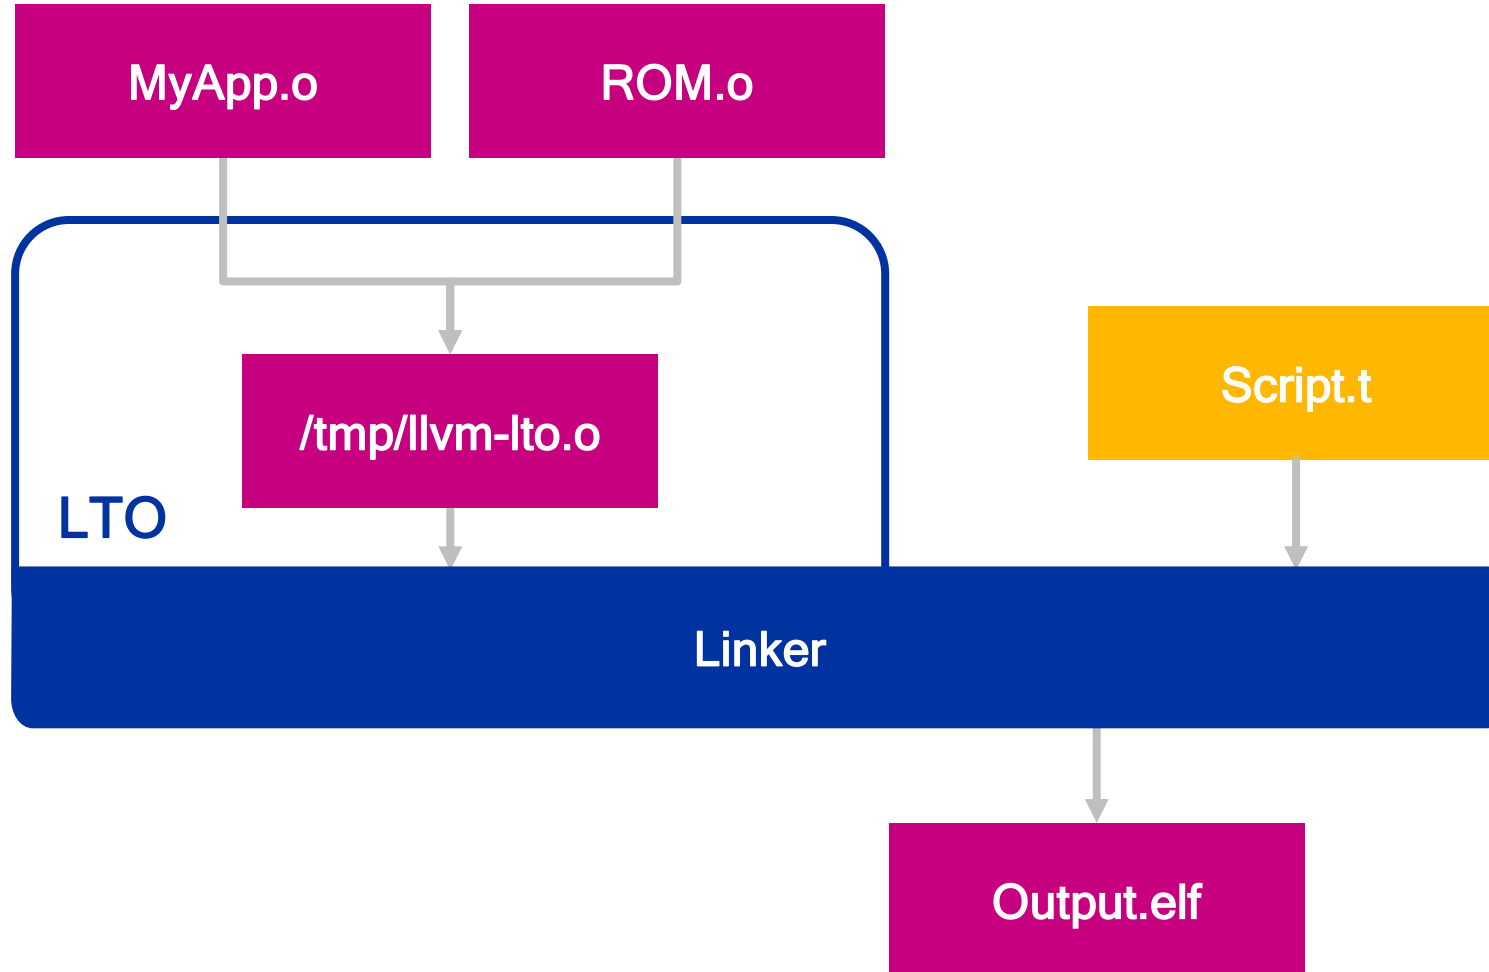 MyApp.o
ROM.o
Script.t
/tmp/llvm-lto.o
LTO
Linker
Output.elf